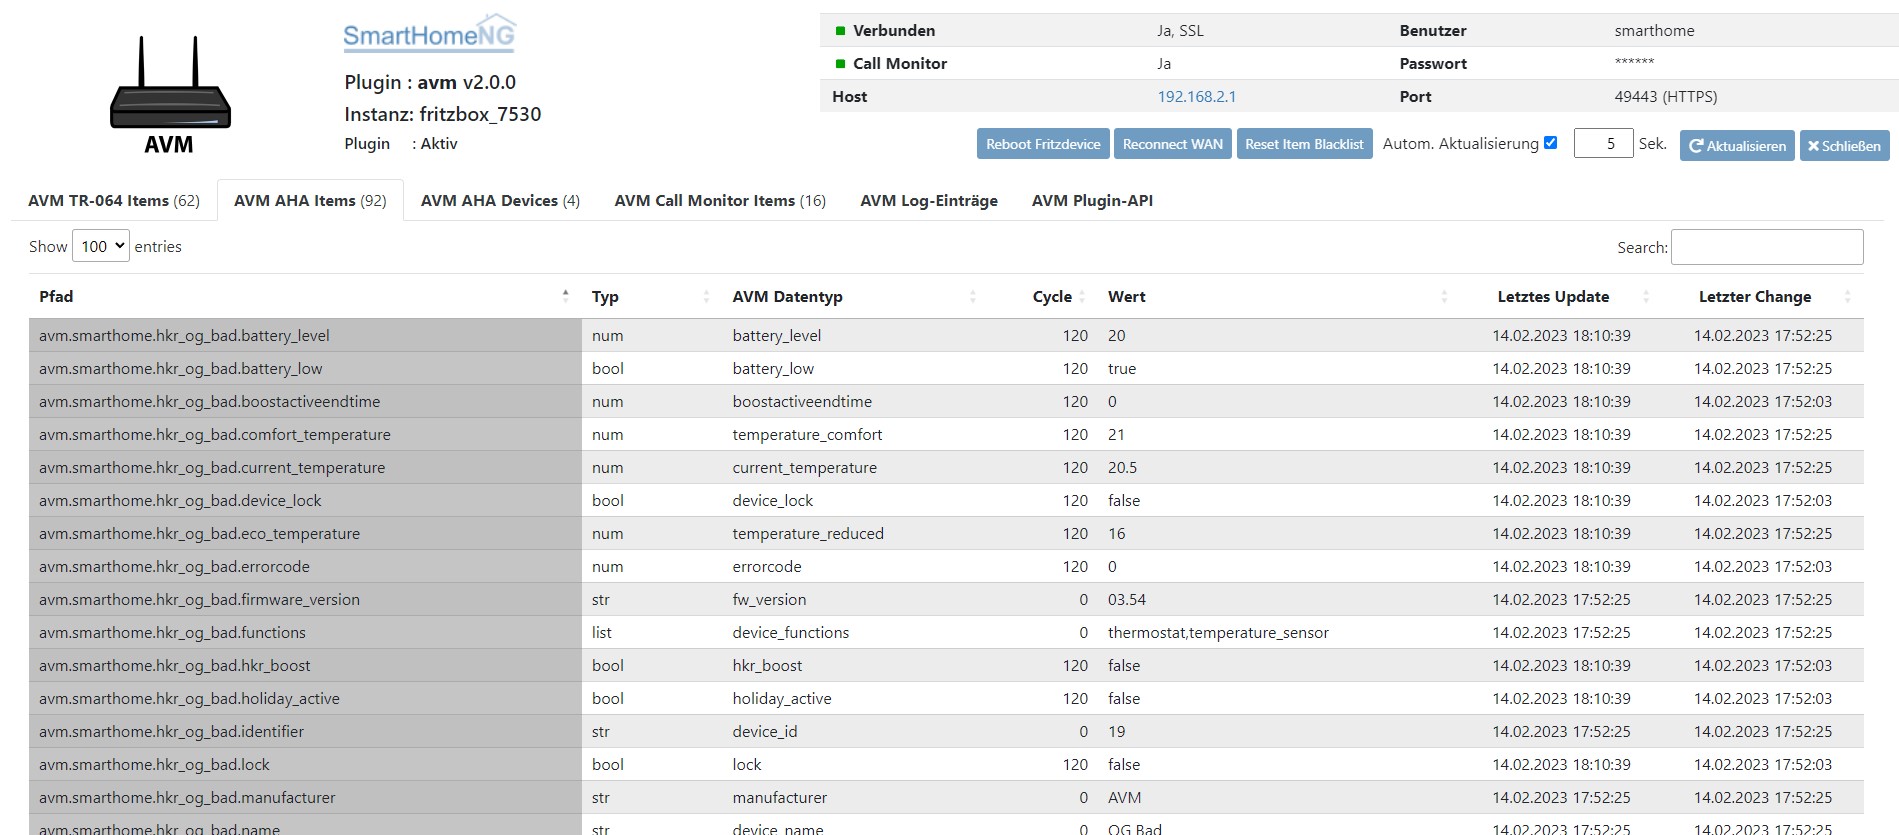 AVM
SmartHomeNG
Plugin : avm v2.0.0
Instanz: fritzbox_7530
Plugin : Aktiv
Verbunden Ja, SSL Benutzer smarthome
Call Monitor Ja Passwort ******
Host 192.168.2.1 Port 49443 (HTTPS)
Reboot Fritzdevice Reconnect WAN Reset Item Blacklist Autom. Aktualisierung 5 Sek. Aktualisieren Schließen
AVM TR-064 Items (62) AVM AHA Items (92) AVM AHA Devices (4) AVM Call Monitor Items (16) AVM Log-Einträge AVM Plugin-API
Show 100 entries Search:
Pfad Typ AVM Datentyp Cycle Wert Letztes Update Letzter Change
avm.smarthome.hkr_og_bad.battery_level num battery_level 120 20 14.02.2023 18:10:39 14.02.2023 17:52:25
avm.smarthome.hkr_og_bad.battery_low bool battery_low 120 true 14.02.2023 18:10:39 14.02.2023 17:52:25
avm.smarthome.hkr_og_bad.boostactiveendtime num boostactiveendtime 120 0 14.02.2023 18:10:39 14.02.2023 17:52:03
avm.smarthome.hkr_og_bad.comfort_temperature num temperature_comfort 120 21 14.02.2023 18:10:39 14.02.2023 17:52:25
avm.smarthome.hkr_og_bad.current_temperature num current_temperature 120 20.5 14.02.2023 18:10:39 14.02.2023 17:52:25
avm.smarthome.hkr_og_bad.device_lock bool device_lock 120 false 14.02.2023 18:10:39 14.02.2023 17:52:03
avm.smarthome.hkr_og_bad.eco_temperature num temperature_reduced 120 16 14.02.2023 18:10:39 14.02.2023 17:52:25
avm.smarthome.hkr_og_bad.errorcode num errorcode 120 0 14.02.2023 18:10:39 14.02.2023 17:52:03
avm.smarthome.hkr_og_bad.firmware_version str fw_version 0 03.54 14.02.2023 17:52:25 14.02.2023 17:52:25
avm.smarthome.hkr_og_bad.functions list device_functions 0 thermostat,temperature_sensor 14.02.2023 17:52:25 14.02.2023 17:52:25
avm.smarthome.hkr_og_bad.hkr_boost bool hkr_boost 120 false 14.02.2023 18:10:39 14.02.2023 17:52:03
avm.smarthome.hkr_og_bad.holiday_active bool holiday_active 120 false 14.02.2023 18:10:39 14.02.2023 17:52:03
avm.smarthome.hkr_og_bad.identifier str device_id 0 19 14.02.2023 17:52:25 14.02.2023 17:52:25
avm.smarthome.hkr_og_bad.lock bool lock 120 false 14.02.2023 18:10:39 14.02.2023 17:52:03
avm.smarthome.hkr_og_bad.manufacturer str manufacturer 0 AVM 14.02.2023 17:52:25 14.02.2023 17:52:25
avm.smarthome.hkr_og_bad.name str device_name 0 OG Bad 14.02.2023 17:52:25 14.02.2023 17:52:25